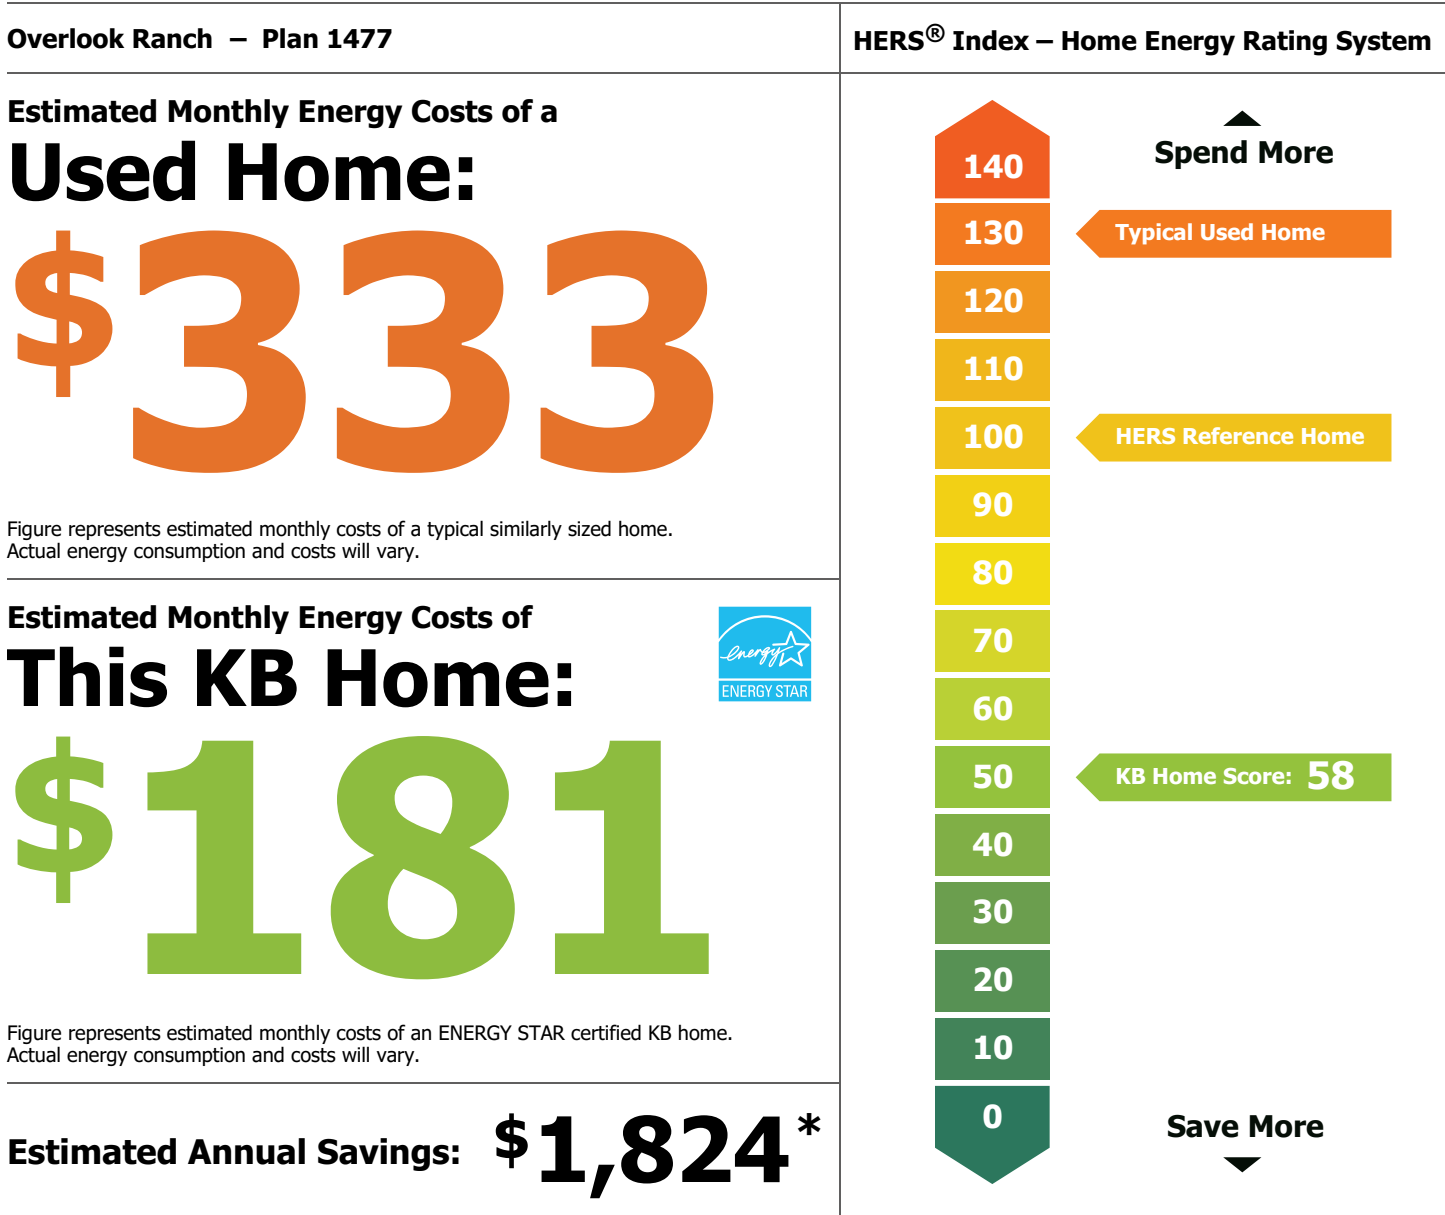 Overlook Ranch – Plan 1477
Estimated Monthly Energy Costs of a
Used Home:
$333
Figure represents estimated monthly costs of a typical similarly sized home.
Actual energy consumption and costs will vary.
Estimated Monthly Energy Costs of
This KB Home:
energy
ENERGY STAR
$181
Figure represents estimated monthly costs of an ENERGY STAR certified KB home.
Actual energy consumption and costs will vary.
Estimated Annual Savings: $1,824*
HERS® Index – Home Energy Rating System
Spend More
140
130 Typical Used Home
120
110
100 HERS Reference Home
90
80
70
60
50 KB Home Score: 58
40
30
20
10
0
Save More